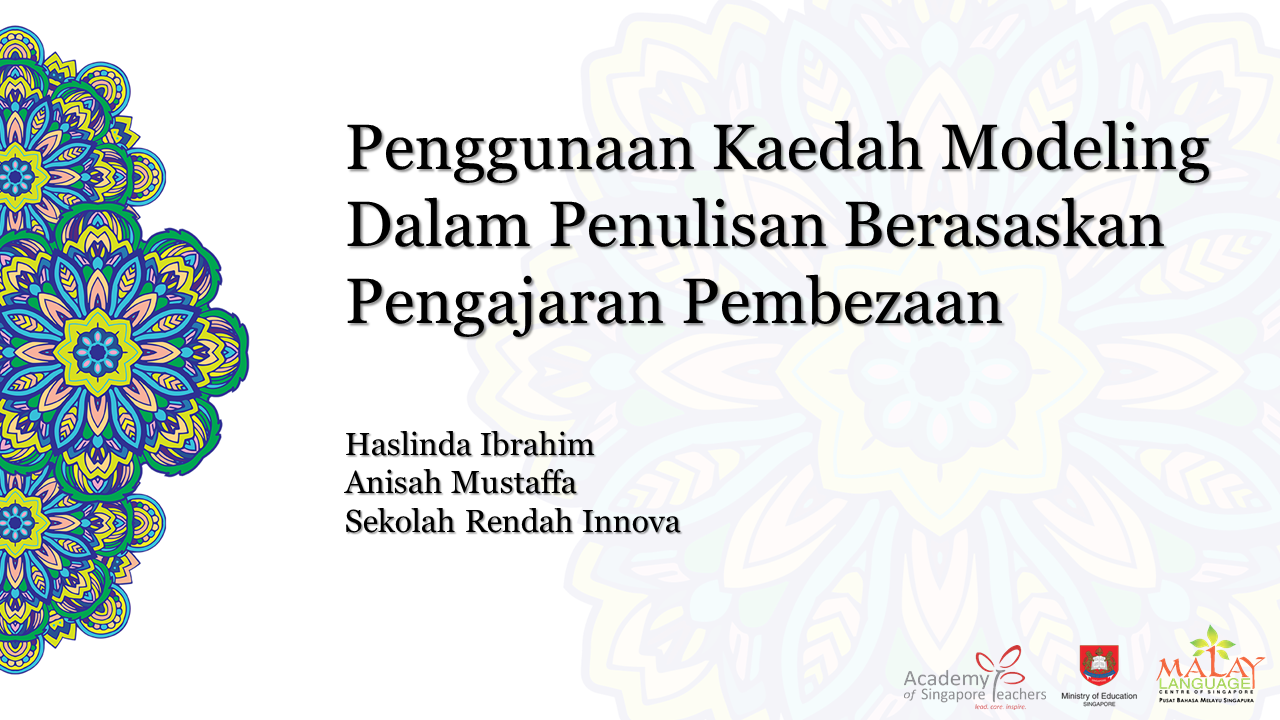 Penggunaan Kaedah Modeling
Dalam Penulisan Berasaskan
Pengajaran Pembezaan
Haslinda Ibrahim
Anisah Mustaffa
Sekolah Rendah Innova
Academy
of Singapore Teachers
lead. care. inspire.
Ministry of Education
SINGAPORE
MALAY
LANGUAGE
CENTRE OF SINGAPORE
PUSAT BAHASA MELAYU SINGAPURA